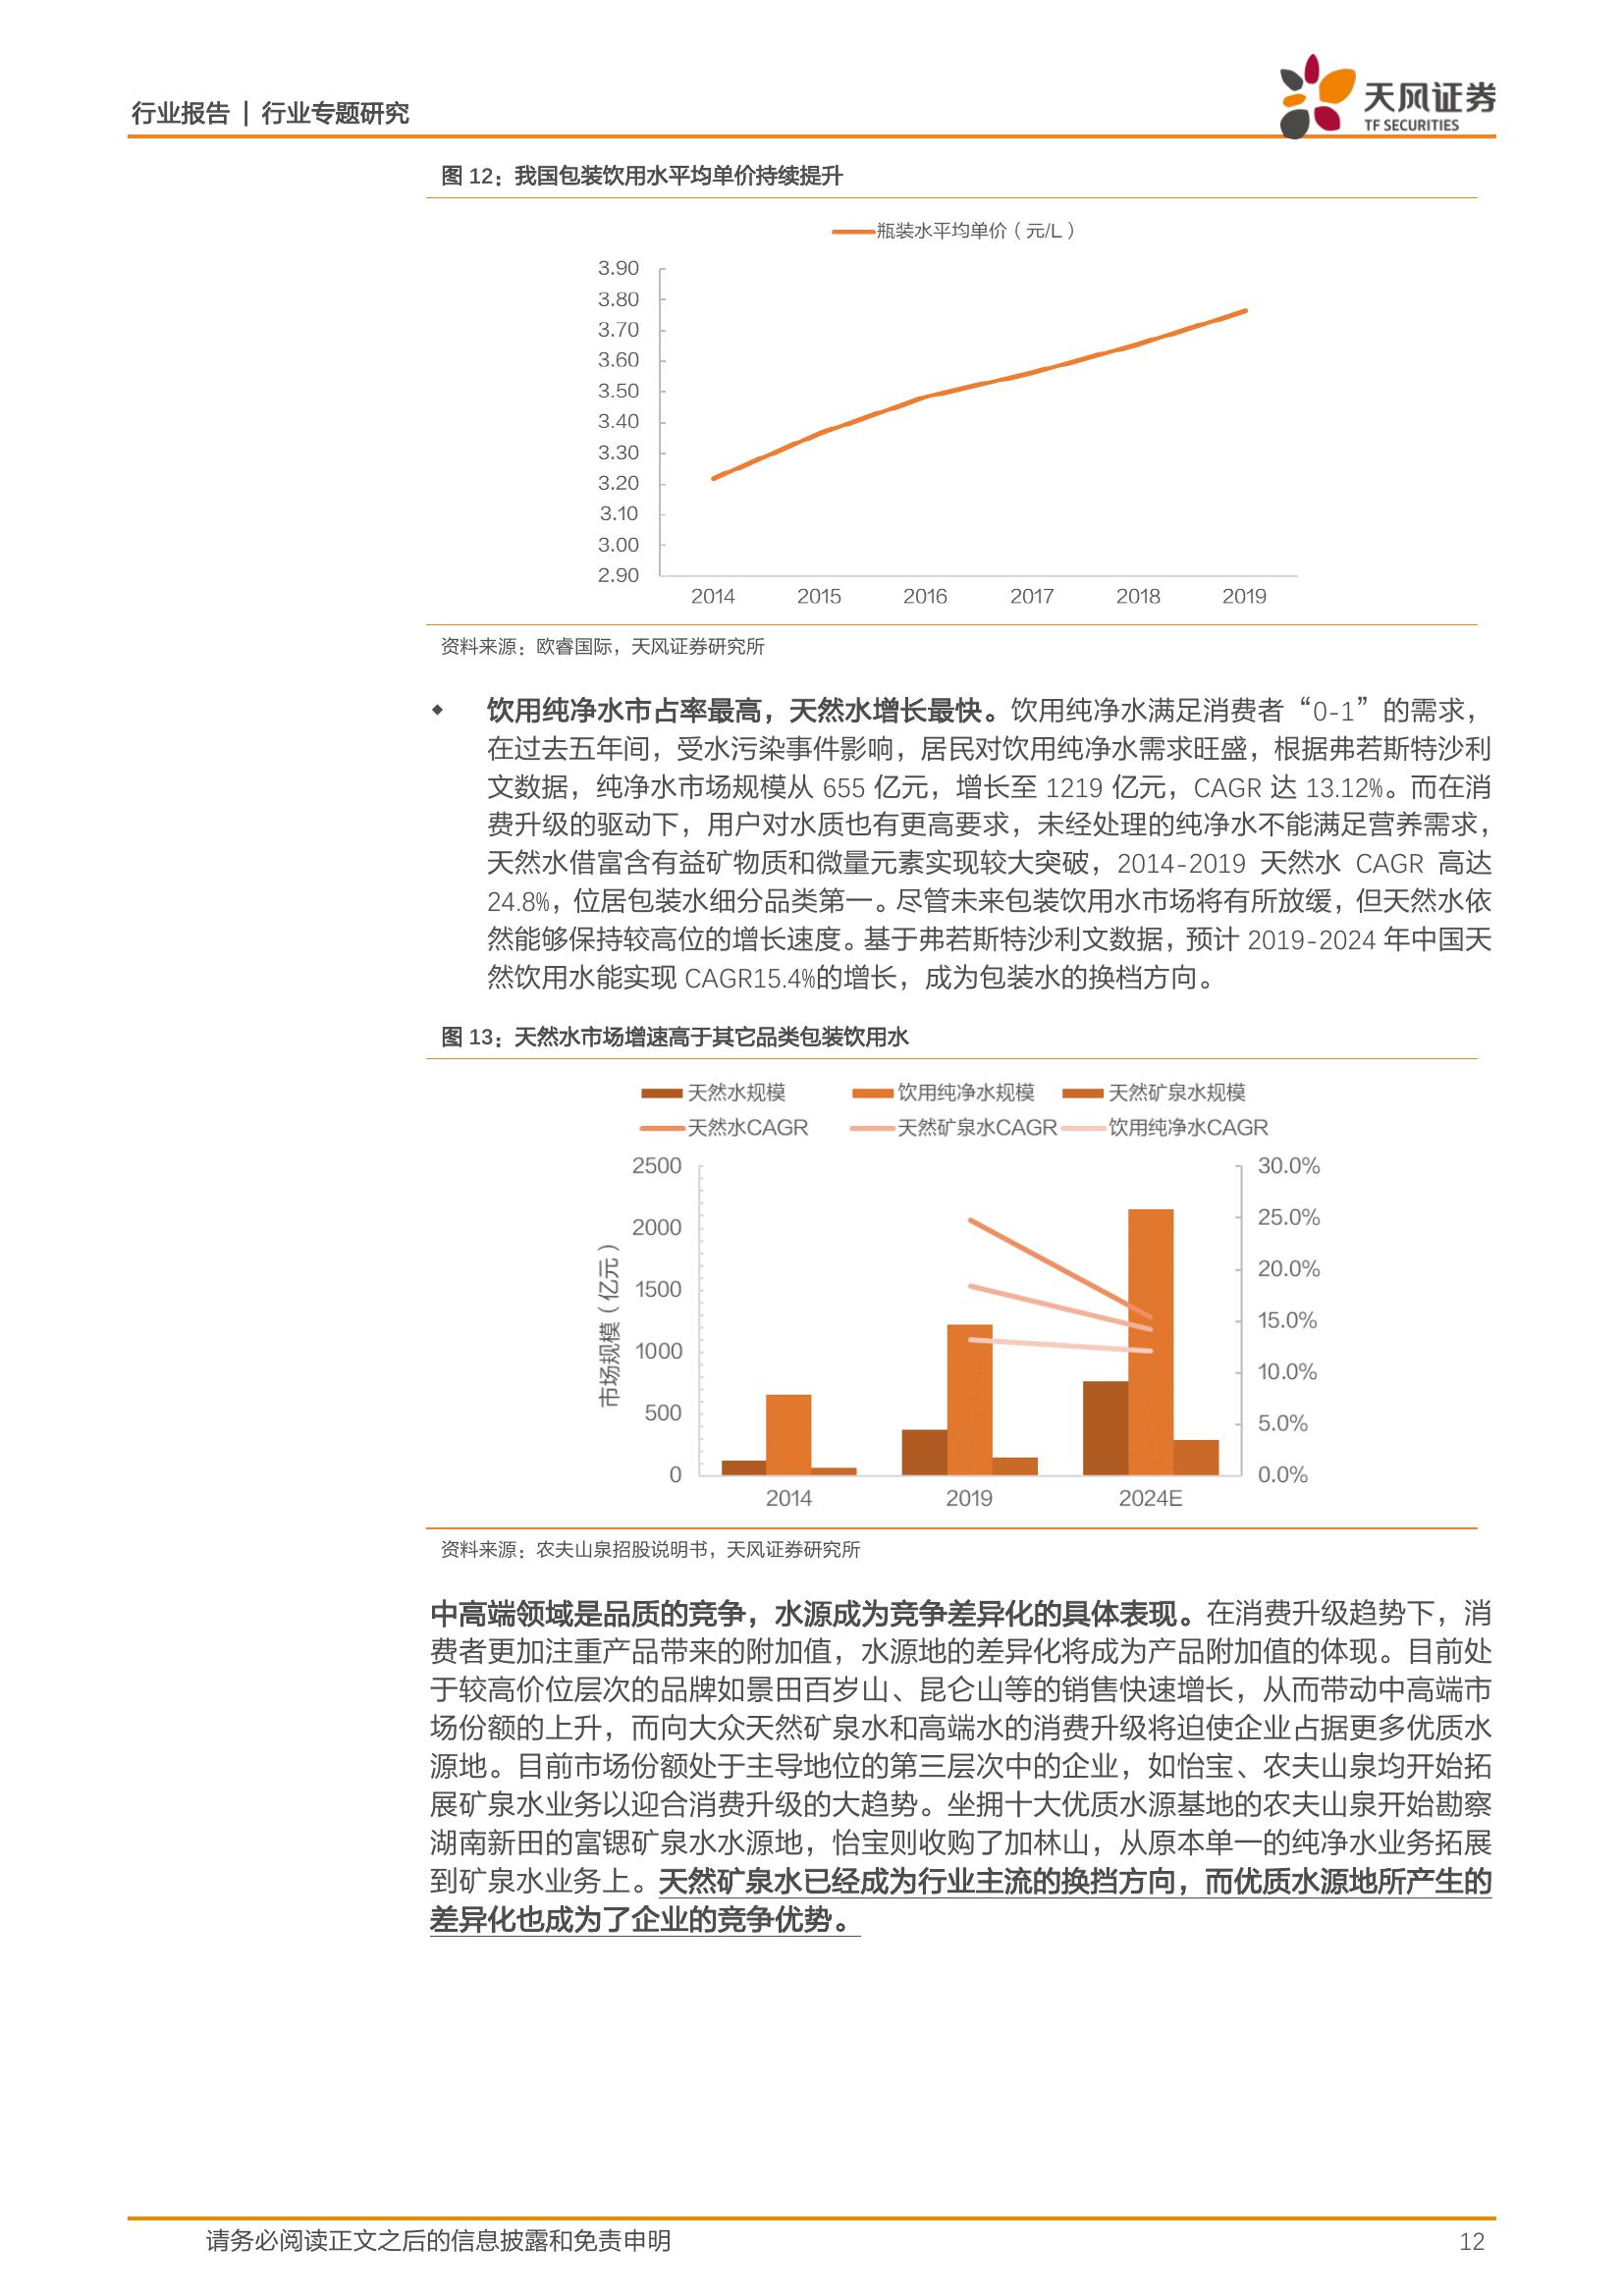 行业报告 | 行业专题研究
天风证券
TF SECURITIES
图 12：我国包装饮用水平均单价持续提升
瓶装水平均单价（元/L）
3.90
3.80
3.70
3.60
3.50
3.40
3.30
3.20
3.10
3.00
2.90
2014 2015 2016 2017 2018 2019
资料来源：欧睿国际，天风证券研究所
◆ 饮用纯净水市占率最高，天然水增长最快。饮用纯净水满足消费者“0-1”的需求，
在过去五年间，受水污染事件影响，居民对饮用纯净水需求旺盛，根据弗若斯特沙利
文数据，纯净水市场规模从 655 亿元，增长至 1219 亿元，CAGR 达 13.12%。而在消
费升级的驱动下，用户对水质也有更高要求，未经处理的纯净水不能满足营养需求，
天然水借富含有益矿物质和微量元素实现较大突破，2014-2019 天然水 CAGR 高达
24.8%，位居包装水细分品类第一。尽管未来包装饮用水市场将有所放缓，但天然水依
然能够保持较高位的增长速度。基于弗若斯特沙利文数据，预计 2019-2024 年中国天
然饮用水能实现 CAGR15.4%的增长，成为包装水的换档方向。
图 13：天然水市场增速高于其它品类包装饮用水
天然水规模 饮用纯净水规模 天然矿泉水规模
天然水CAGR 天然矿泉水CAGR 饮用纯净水CAGR
市场规模（亿元）
2500
2000
1500
1000
500
0
30.0%
25.0%
20.0%
15.0%
10.0%
5.0%
0.0%
2014 2019 2024E
资料来源：农夫山泉招股说明书，天风证券研究所
中高端领域是品质的竞争，水源成为竞争差异化的具体表现。在消费升级趋势下，消
费者更加注重产品带来的附加值，水源地的差异化将成为产品附加值的体现。目前处
于较高价位层次的品牌如景田百岁山、昆仑山等的销售快速增长，从而带动中高端市
场份额的上升，而向大众天然矿泉水和高端水的消费升级将迫使企业占据更多优质水
源地。目前市场份额处于主导地位的第三层次中的企业，如怡宝、农夫山泉均开始拓
展矿泉水业务以迎合消费升级的大趋势。坐拥十大优质水源基地的农夫山泉开始勘察
湖南新田的富锶矿泉水水源地，怡宝则收购了加林山，从原本单一的纯净水业务拓展
到矿泉水业务上。天然矿泉水已经成为行业主流的换挡方向，而优质水源地所产生的
差异化也成为了企业的竞争优势。
请务必阅读正文之后的信息披露和免责申明 12